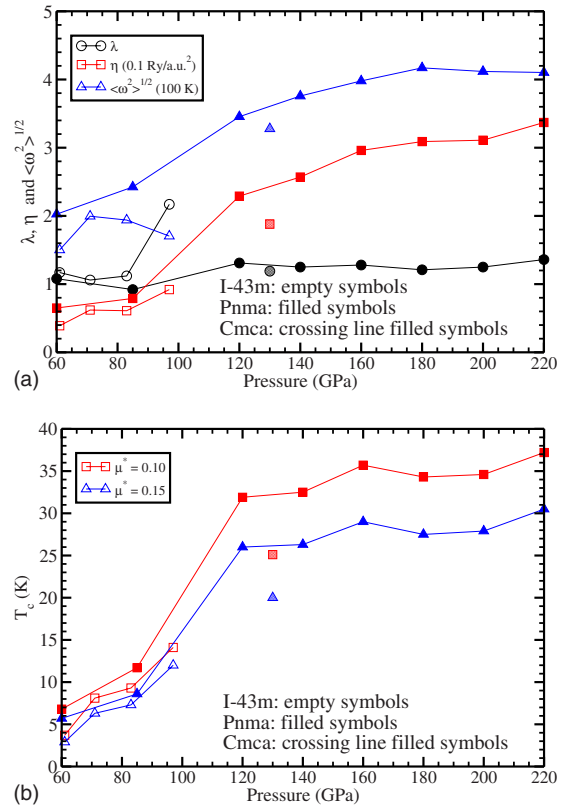 5
4
3
2
1
0
λ, η and <ω²>^1/2
λ
η (0.1 Ry/a.u.²)
<ω²>^1/2 (100 K)
I-43m: empty symbols
Pnma: filled symbols
Cmca: crossing line filled symbols
60 80 100 120 140 160 180 200 220
Pressure (GPa)
(a)
40
35
30
25
20
15
10
5
0
T_c (K)
μ* = 0.10
μ* = 0.15
I-43m: empty symbols
Pnma: filled symbols
Cmca: crossing line filled symbols
60 80 100 120 140 160 180 200 220
Pressure (GPa)
(b)